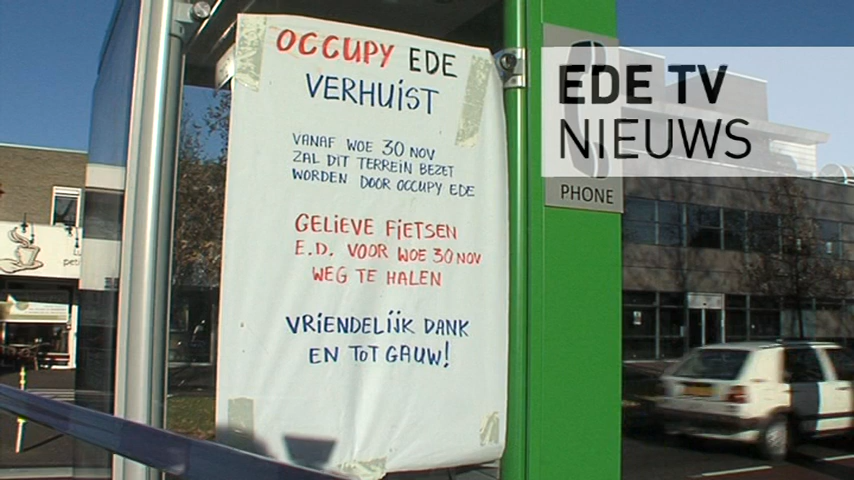 OCCUPY EDE
VERHUIST
VANAF WOE 30 NOV
ZAL DIT TERREIN BEZET
WORDEN DOOR OCCUPY EDE
GELIEVE FIETSEN
E.D. VOOR WOE 30 NOV
WEG TE HALEN
VRIENDELIJK DANK
EN TOT GAUW!
EDE TV
NIEUWS
PHONE